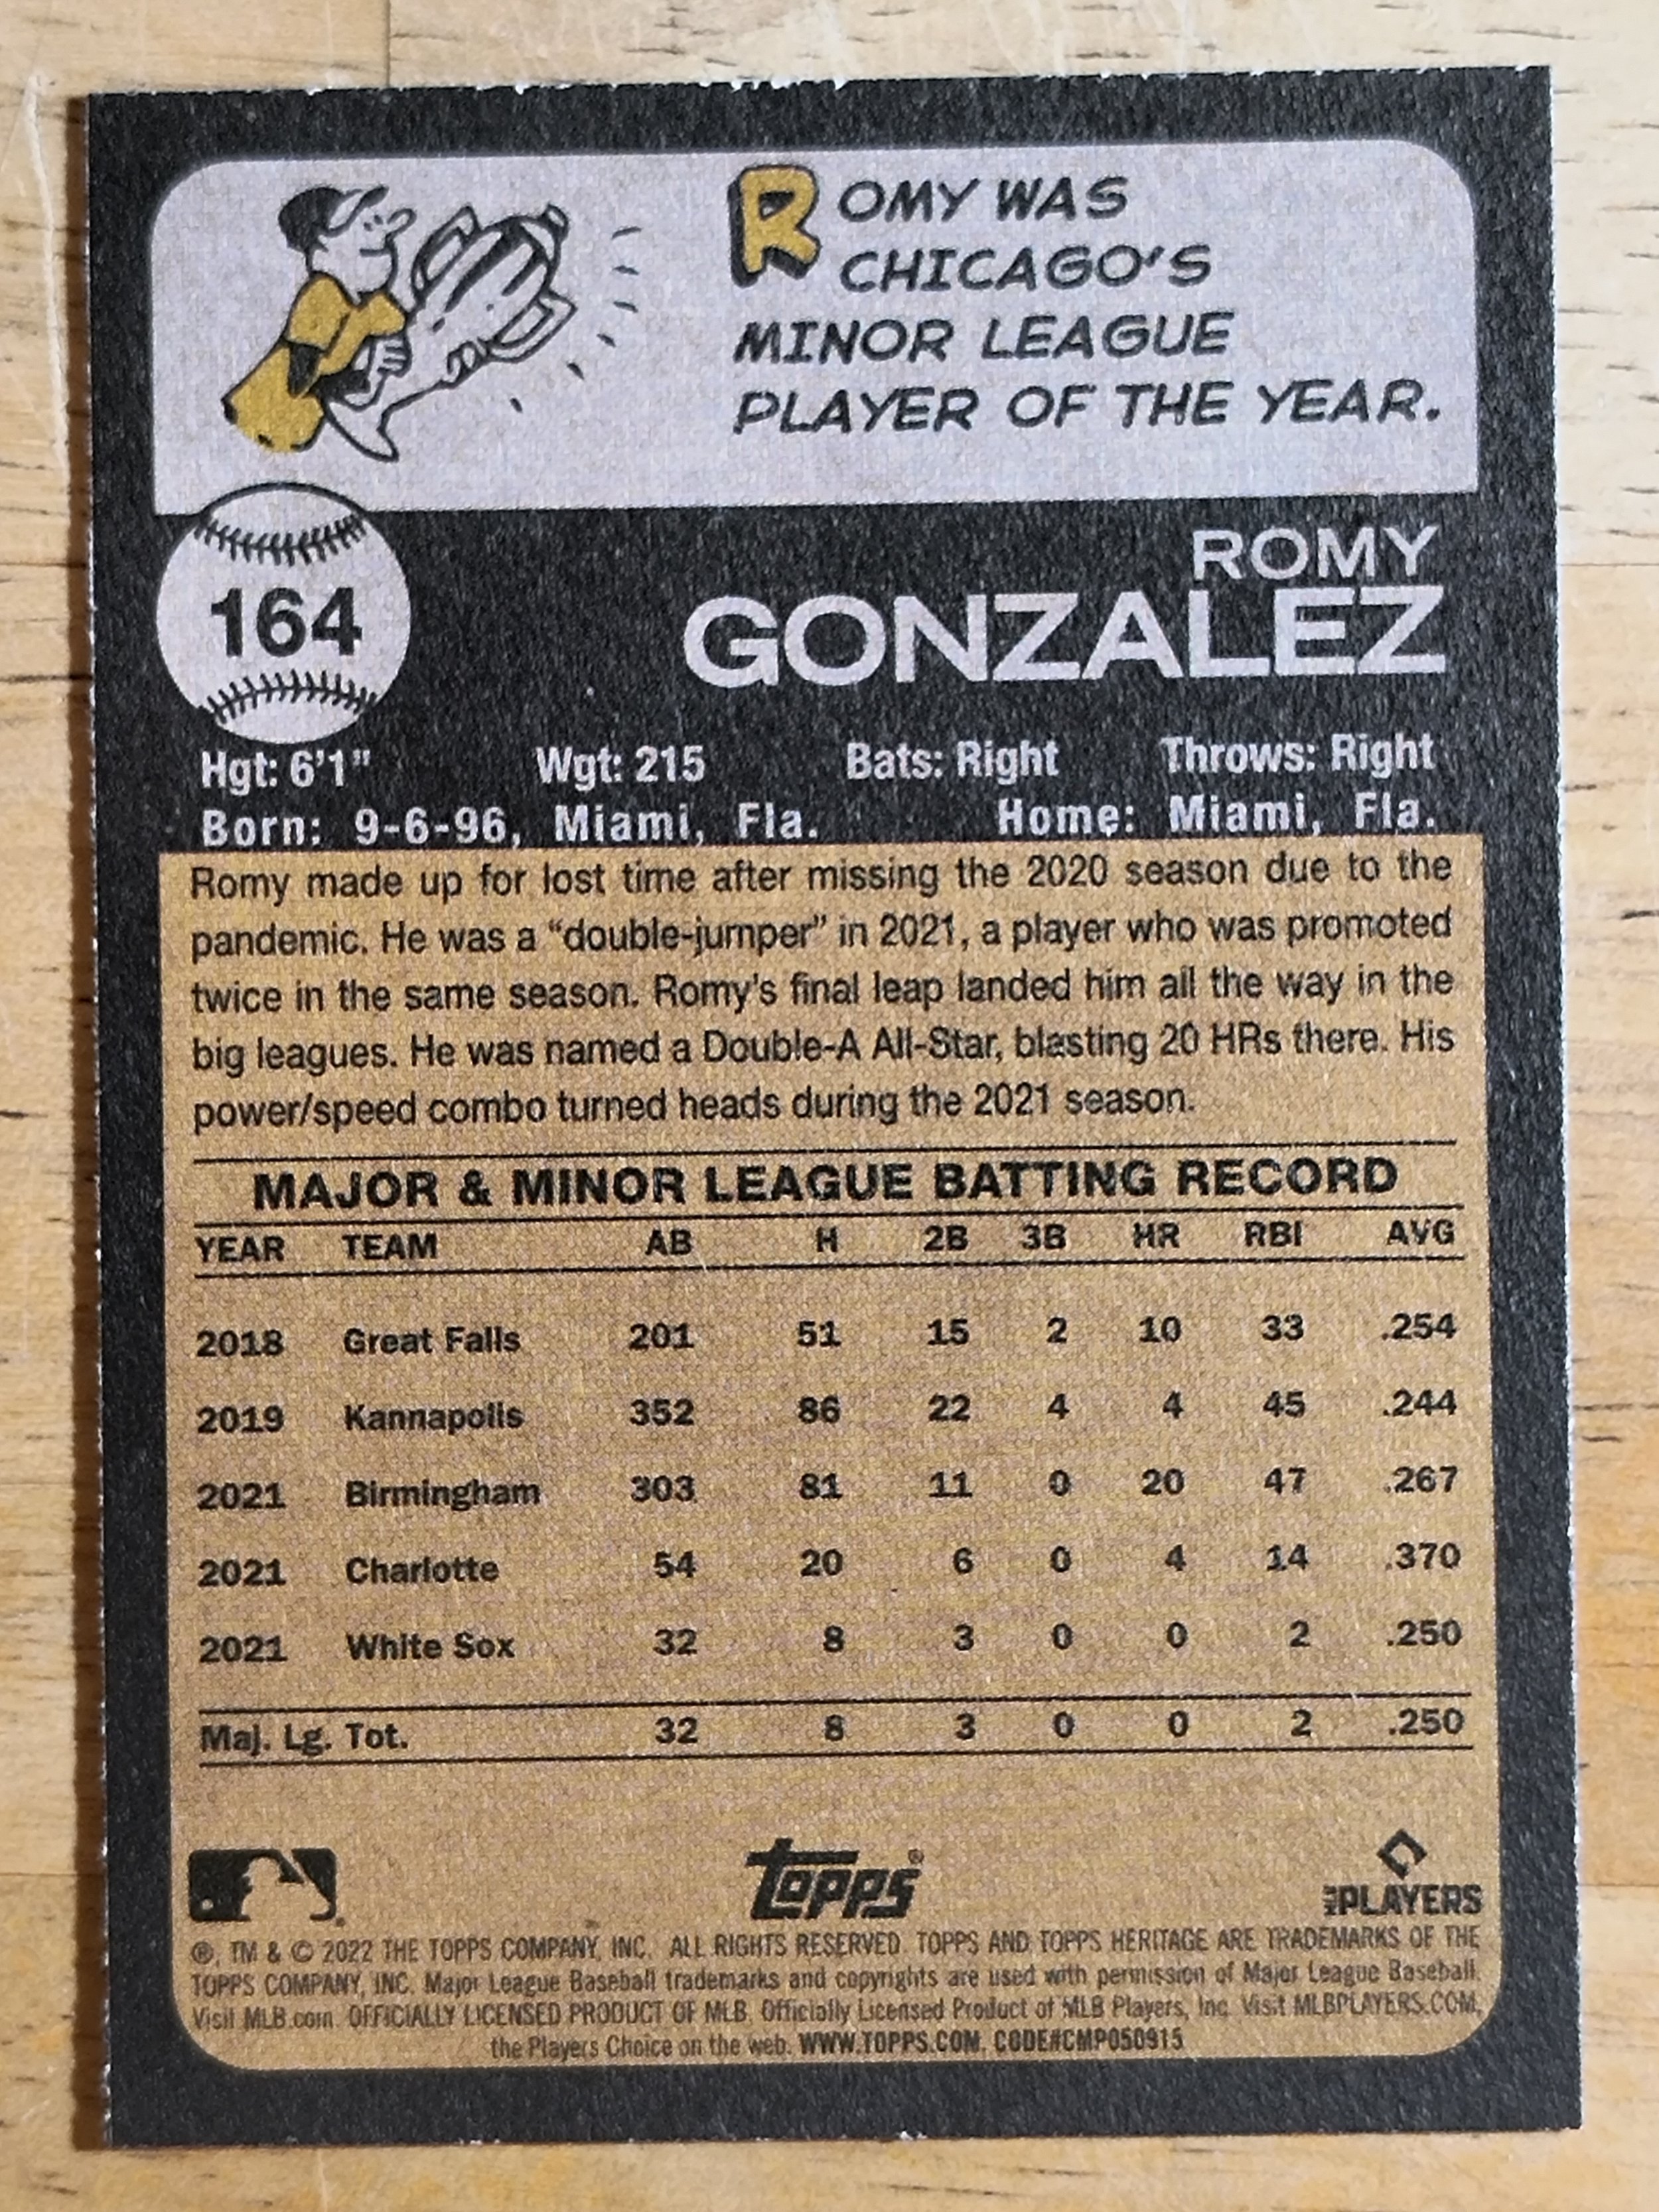 ROMY WAS
CHICAGO'S
MINOR LEAGUE
PLAYER OF THE YEAR.
164
ROMY
GONZALEZ
Hgt: 6'1" Wgt: 215 Bats: Right Throws: Right
Born: 9-6-96, Miami, Fla. Home: Miami, Fla.
Romy made up for lost time after missing the 2020 season due to the
pandemic. He was a “double-jumper” in 2021, a player who was promoted
twice in the same season. Romy's final leap landed him all the way in the
big leagues. He was named a Double-A All-Star, blasting 20 HRs there. His
power/speed combo turned heads during the 2021 season.
MAJOR & MINOR LEAGUE BATTING RECORD
YEAR TEAM AB H 2B 3B HR RBI AVG
2018 Great Falls 201 51 15 2 10 33 .254
2019 Kannapolis 352 86 22 4 4 45 .244
2021 Birmingham 303 81 11 0 20 47 .267
2021 Charlotte 54 20 6 0 4 14 .370
2021 White Sox 32 8 3 0 0 2 .250
Maj. Lg. Tot. 32 8 3 0 0 2 .250
topps®
MLB PLAYERS
®, TM & © 2022 THE TOPPS COMPANY, INC. ALL RIGHTS RESERVED. TOPPS AND TOPPS HERITAGE ARE TRADEMARKS OF THE
TOPPS COMPANY, INC. Major League Baseball trademarks and copyrights are used with permission of Major League Baseball.
Visit MLB.com. OFFICIALLY LICENSED PRODUCT OF MLB. Officially Licensed Product of MLB Players, Inc. Visit MLBPLAYERS.COM,
the Players Choice on the web. WWW.TOPPS.COM. CODE#CMP050915